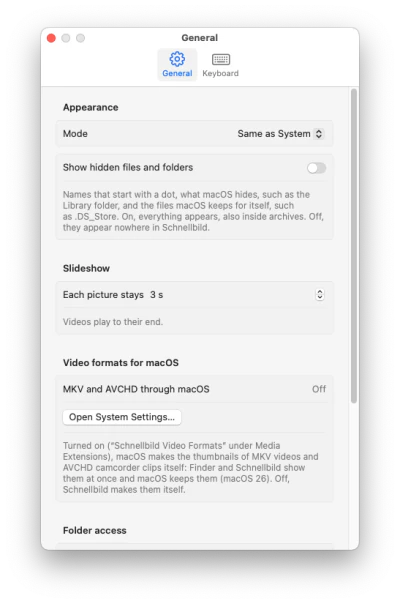 General
General
Keyboard
Appearance
Mode
Same as System
Show hidden files and folders
Names that start with a dot, what macOS hides, such as the
Library folder, and the files macOS keeps for itself, such
as .DS_Store. On, everything appears, also inside archives. Off,
they appear nowhere in Schnellbild.
Slideshow
Each picture stays 3 s
Videos play to their end.
Video formats for macOS
MKV and AVCHD through macOS
Off
Open System Settings...
Turned on ("Schnellbild Video Formats" under Media
Extensions), macOS makes the thumbnails of MKV videos and
AVCHD camcorder clips itself: Finder and Schnellbild show
them at once and macOS keeps them (macOS 26). Off,
Schnellbild makes them itself.
Folder access